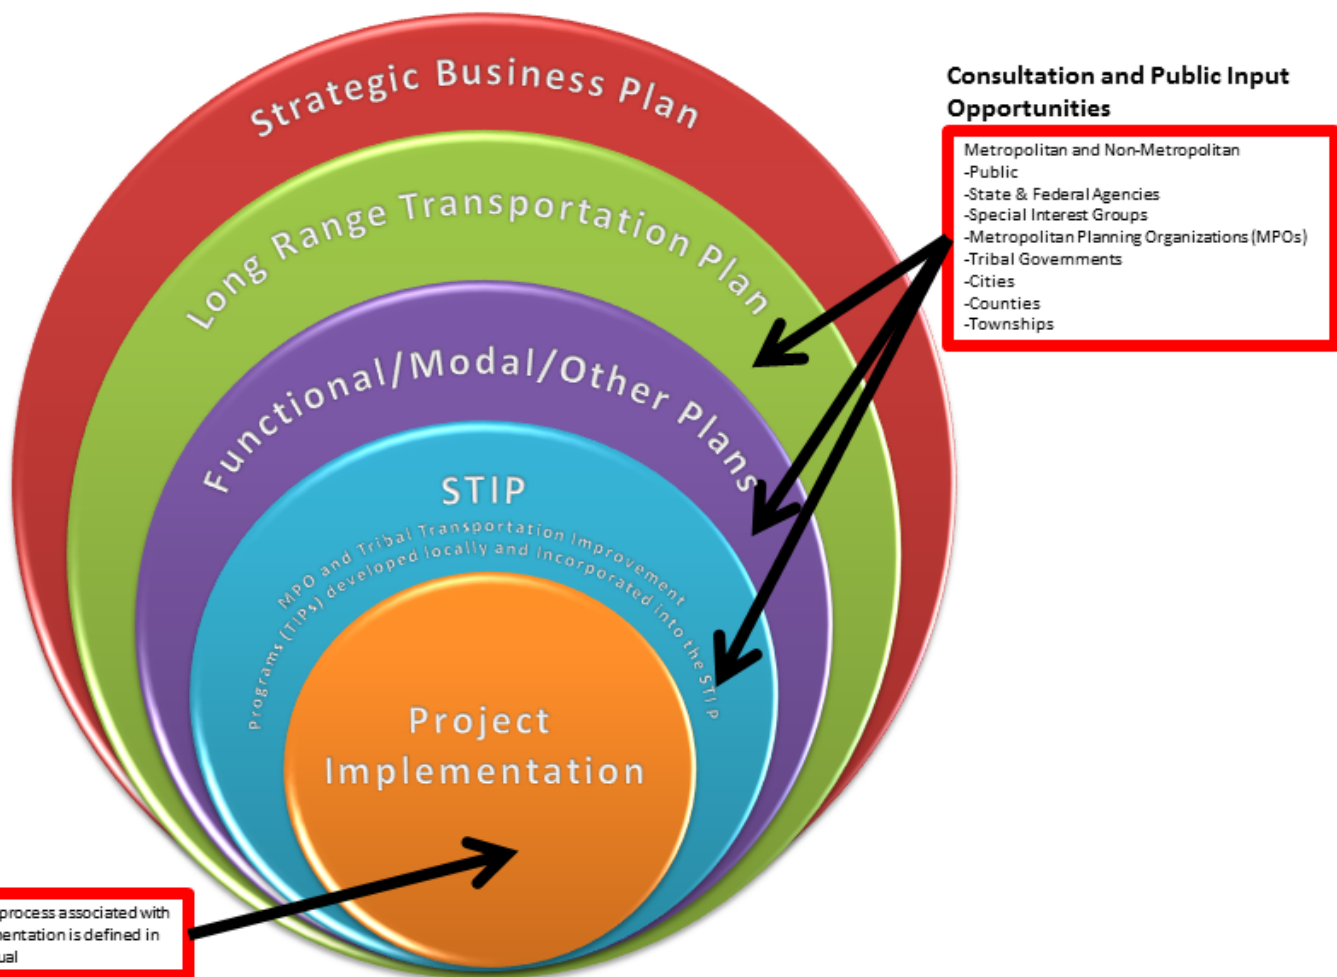 Strategic Business Plan
Consultation and Public Input
Opportunities
Metropolitan and Non-Metropolitan
-Public
-State & Federal Agencies
-Special Interest Groups
-Metropolitan Planning Organizations (MPOs)
-Tribal Governments
-Cities
-Counties
-Townships
Long Range Transportation Plan
Functional/Modal/Other Plans
STIP
MPO and Tribal Transportation Improvement
Programs (TIPs) developed locally and Incorporated into the STIP
Project
Implementation
process associated with
mentation is defined in
ual